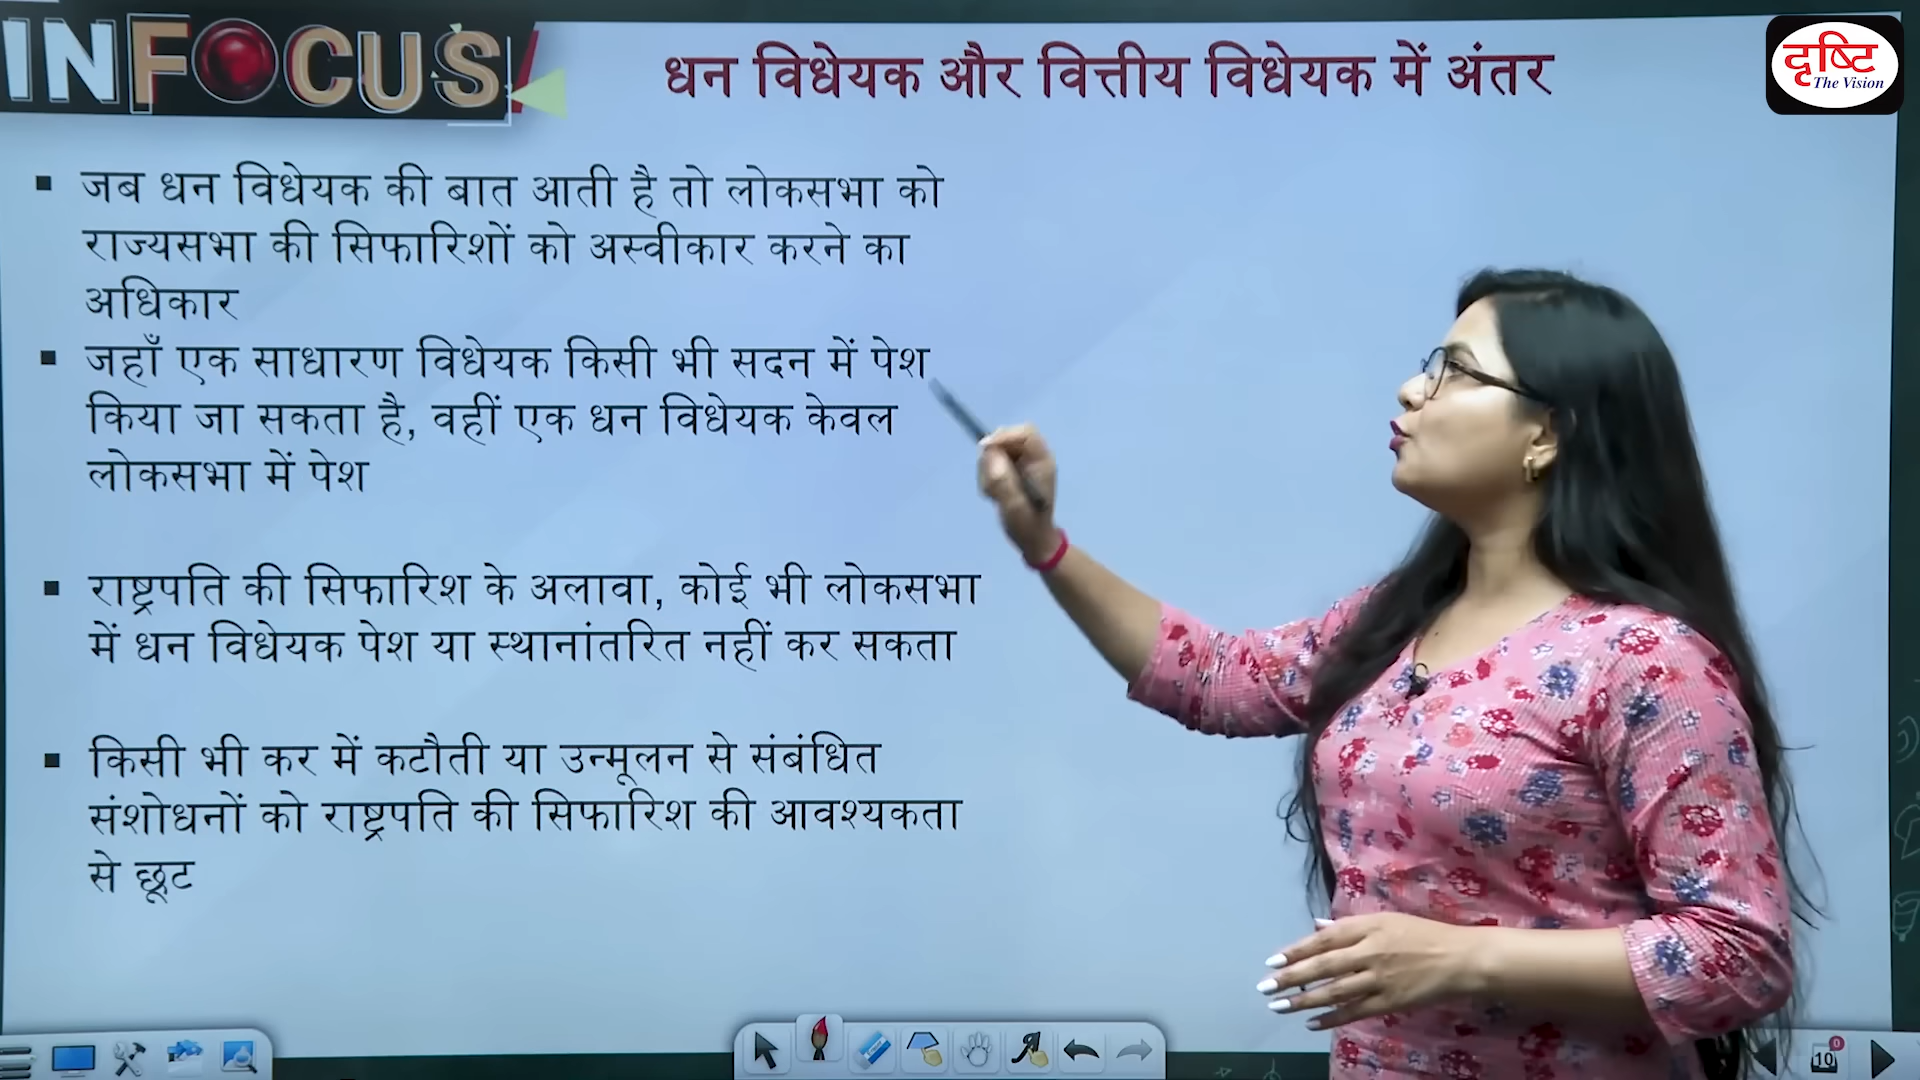 INFOCUS
धन विधेयक और वित्तीय विधेयक में अंतर
दृष्टि
The Vision
▪ जब धन विधेयक की बात आती है तो लोकसभा को
राज्यसभा की सिफारिशों को अस्वीकार करने का
अधिकार
▪ जहाँ एक साधारण विधेयक किसी भी सदन में पेश
किया जा सकता है, वहीं एक धन विधेयक केवल
लोकसभा में पेश
▪ राष्ट्रपति की सिफारिश के अलावा, कोई भी लोकसभा
में धन विधेयक पेश या स्थानांतरित नहीं कर सकता
▪ किसी भी कर में कटौती या उन्मूलन से संबंधित
संशोधनों को राष्ट्रपति की सिफारिश की आवश्यकता
से छूट
0
10